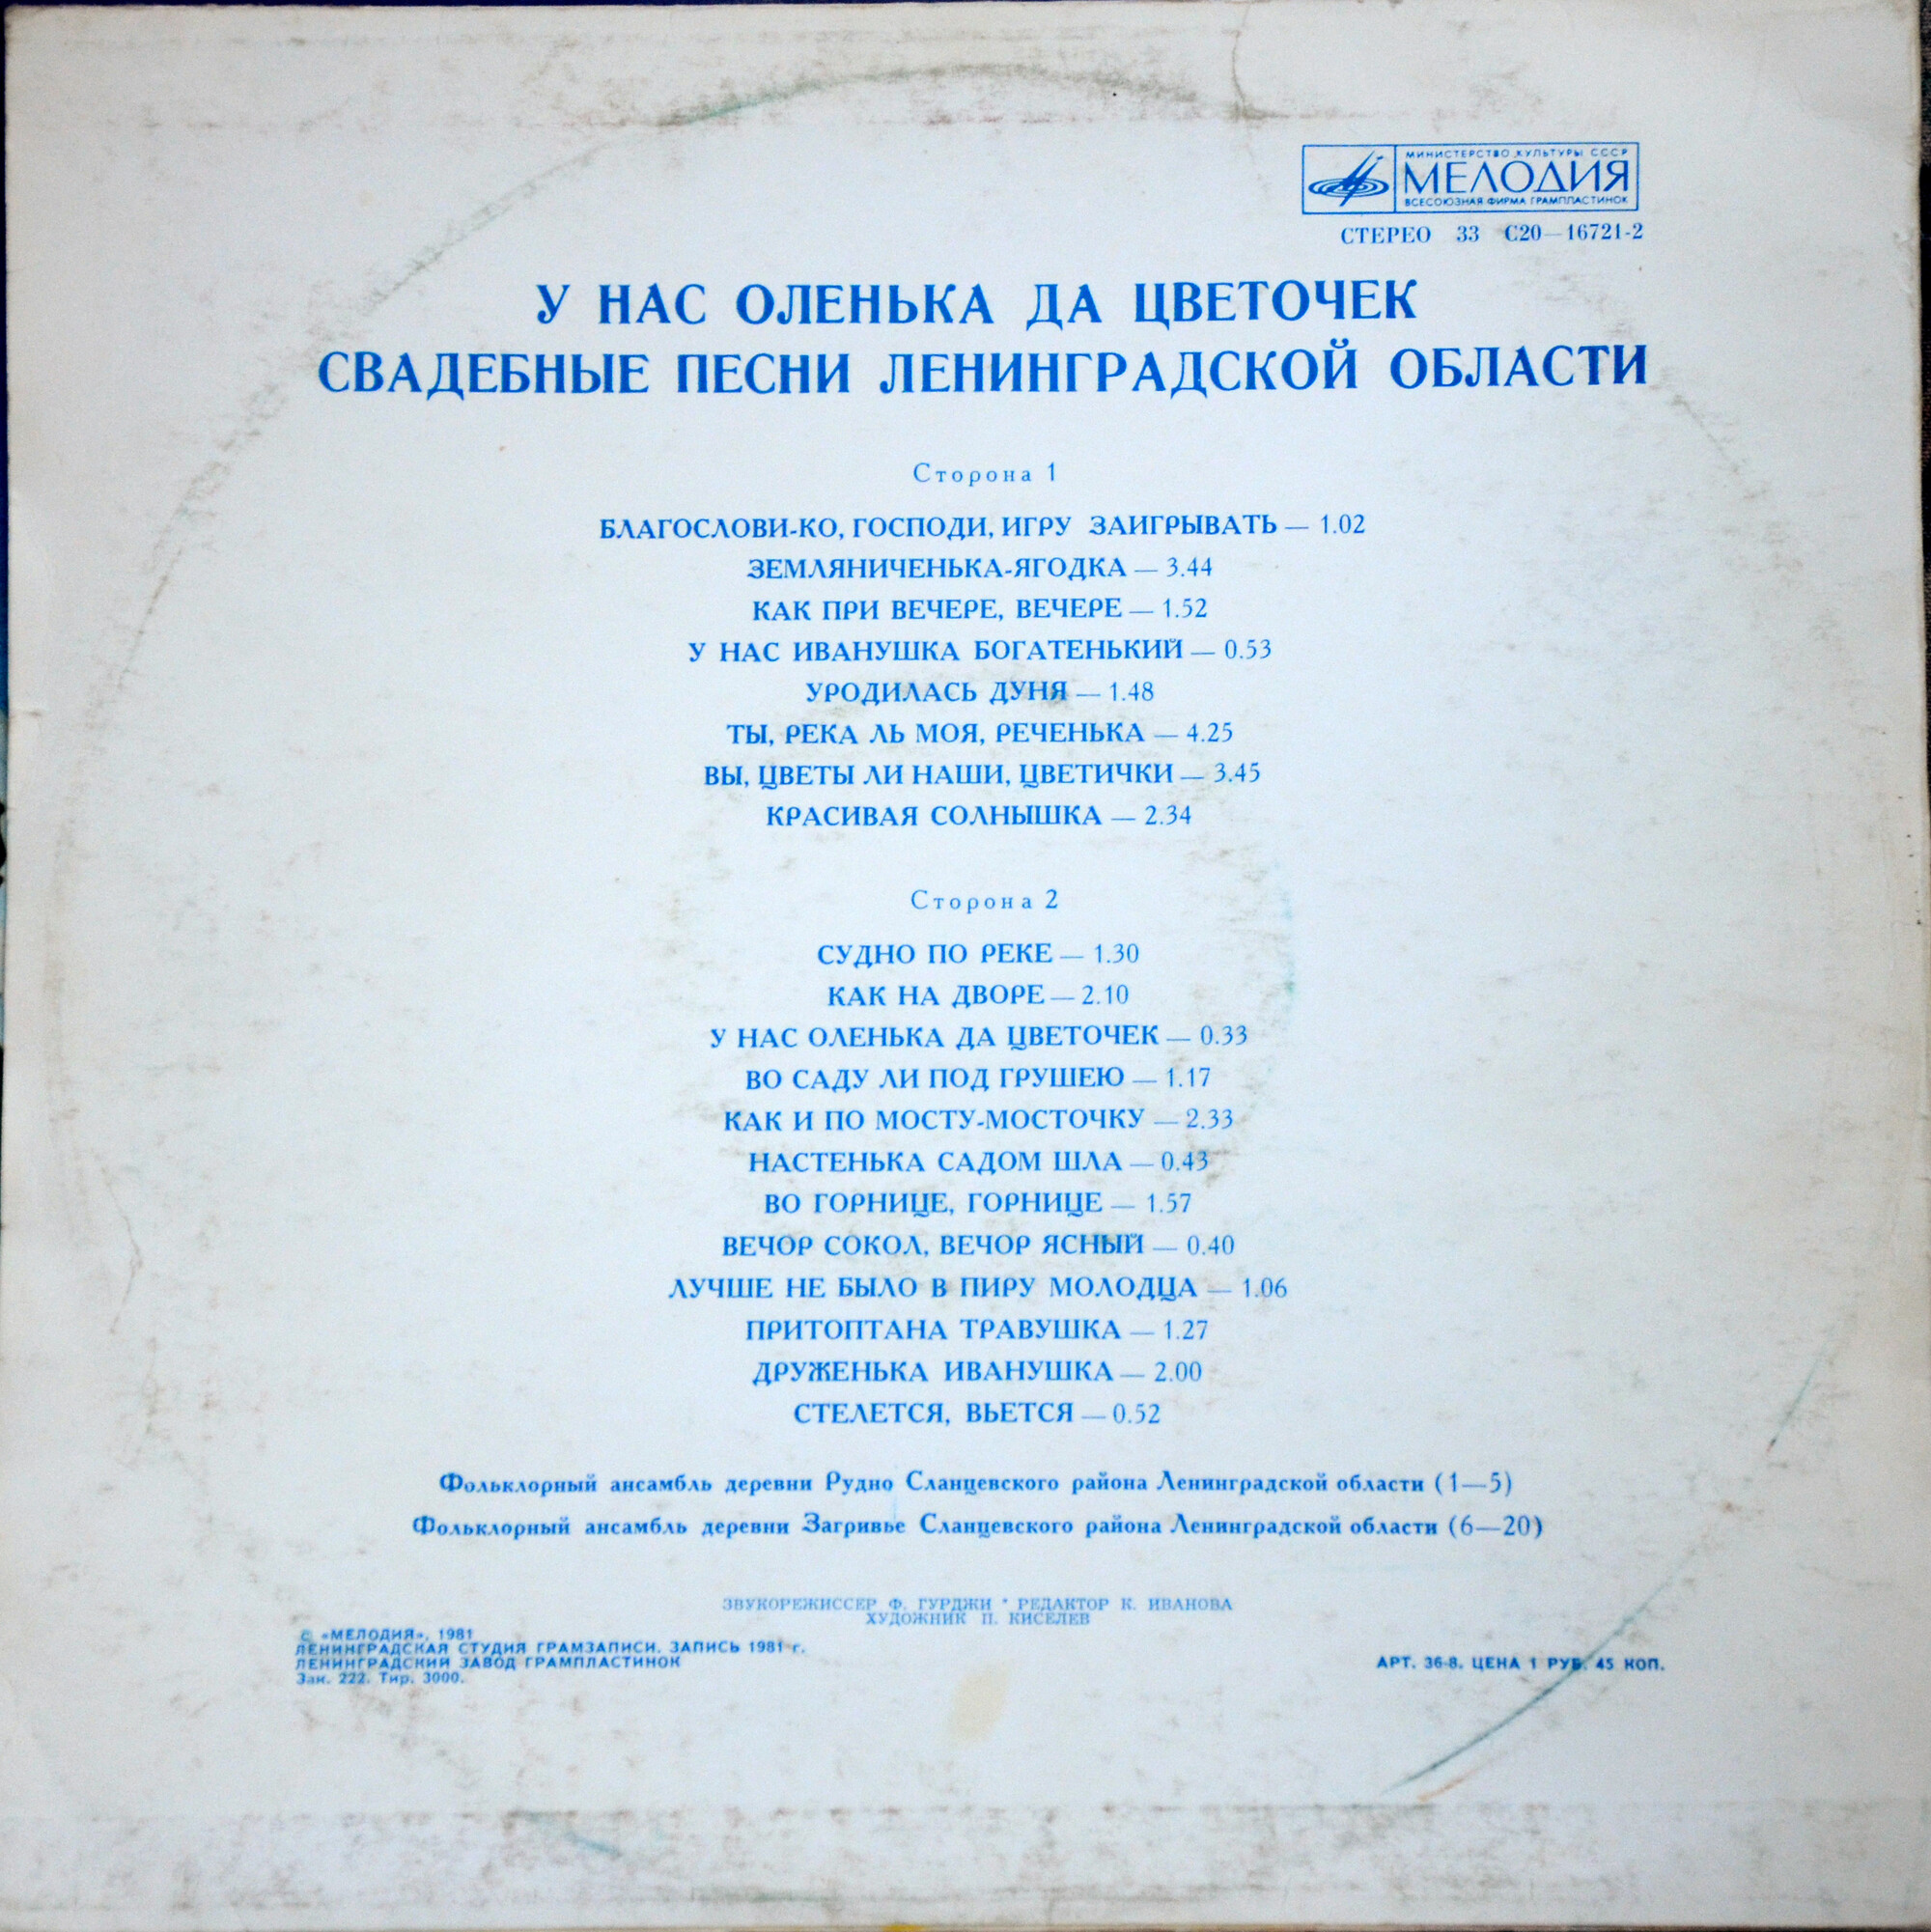 МИНИСТЕРСТВО КУЛЬТУРЫ СССР
МЕЛОДИЯ
ВСЕСОЮЗНАЯ ФИРМА ГРАМПЛАСТИНОК
СТЕРЕО 33 С20—16721-2
У НАС ОЛЕНЬКА ДА ЦВЕТОЧЕК
СВАДЕБНЫЕ ПЕСНИ ЛЕНИНГРАДСКОЙ ОБЛАСТИ
Сторона 1
БЛАГОСЛОВИ-КО, ГОСПОДИ, ИГРУ ЗАИГРЫВАТЬ — 1.02
ЗЕМЛЯНИЧЕНЬКА-ЯГОДКА — 3.44
КАК ПРИ ВЕЧЕРЕ, ВЕЧЕРЕ — 1.52
У НАС ИВАНУШКА БОГАТЕНЬКИЙ — 0.53
УРОДИЛАСЬ ДУНЯ — 1.48
ТЫ, РЕКА ЛЬ МОЯ, РЕЧЕНЬКА — 4.25
ВЫ, ЦВЕТЫ ЛИ НАШИ, ЦВЕТИЧКИ — 3.45
КРАСИВАЯ СОЛНЫШКА — 2.34
Сторона 2
СУДНО ПО РЕКЕ — 1.30
КАК НА ДВОРЕ — 2.10
У НАС ОЛЕНЬКА ДА ЦВЕТОЧЕК — 0.33
ВО САДУ ЛИ ПОД ГРУШЕЮ — 1.17
КАК И ПО МОСТУ-МОСТОЧКУ — 2.33
НАСТЕНЬКА САДОМ ШЛА — 0.43
ВО ГОРНИЦЕ, ГОРНИЦЕ — 1.57
ВЕЧОР СОКОЛ, ВЕЧОР ЯСНЫЙ — 0.40
ЛУЧШЕ НЕ БЫЛО В ПИРУ МОЛОДЦА — 1.06
ПРИТОПТАНА ТРАВУШКА — 1.27
ДРУЖЕНЬКА ИВАНУШКА — 2.00
СТЕЛЕТСЯ, ВЬЕТСЯ — 0.52
Фольклорный ансамбль деревни Рудно Сланцевского района Ленинградской области (1—5)
Фольклорный ансамбль деревни Загривье Сланцевского района Ленинградской области (6—20)
ЗВУКОРЕЖИССЕР Ф. ГУРДЖИ * РЕДАКТОР К. ИВАНОВА
ХУДОЖНИК П. КИСЕЛЕВ
© «МЕЛОДИЯ», 1981
ЛЕНИНГРАДСКАЯ СТУДИЯ ГРАМЗАПИСИ. ЗАПИСЬ 1981 г.
ЛЕНИНГРАДСКИЙ ЗАВОД ГРАМПЛАСТИНОК
Зак. 222. Тир. 3000.
АРТ. 36-8. ЦЕНА 1 РУБ. 45 КОП.